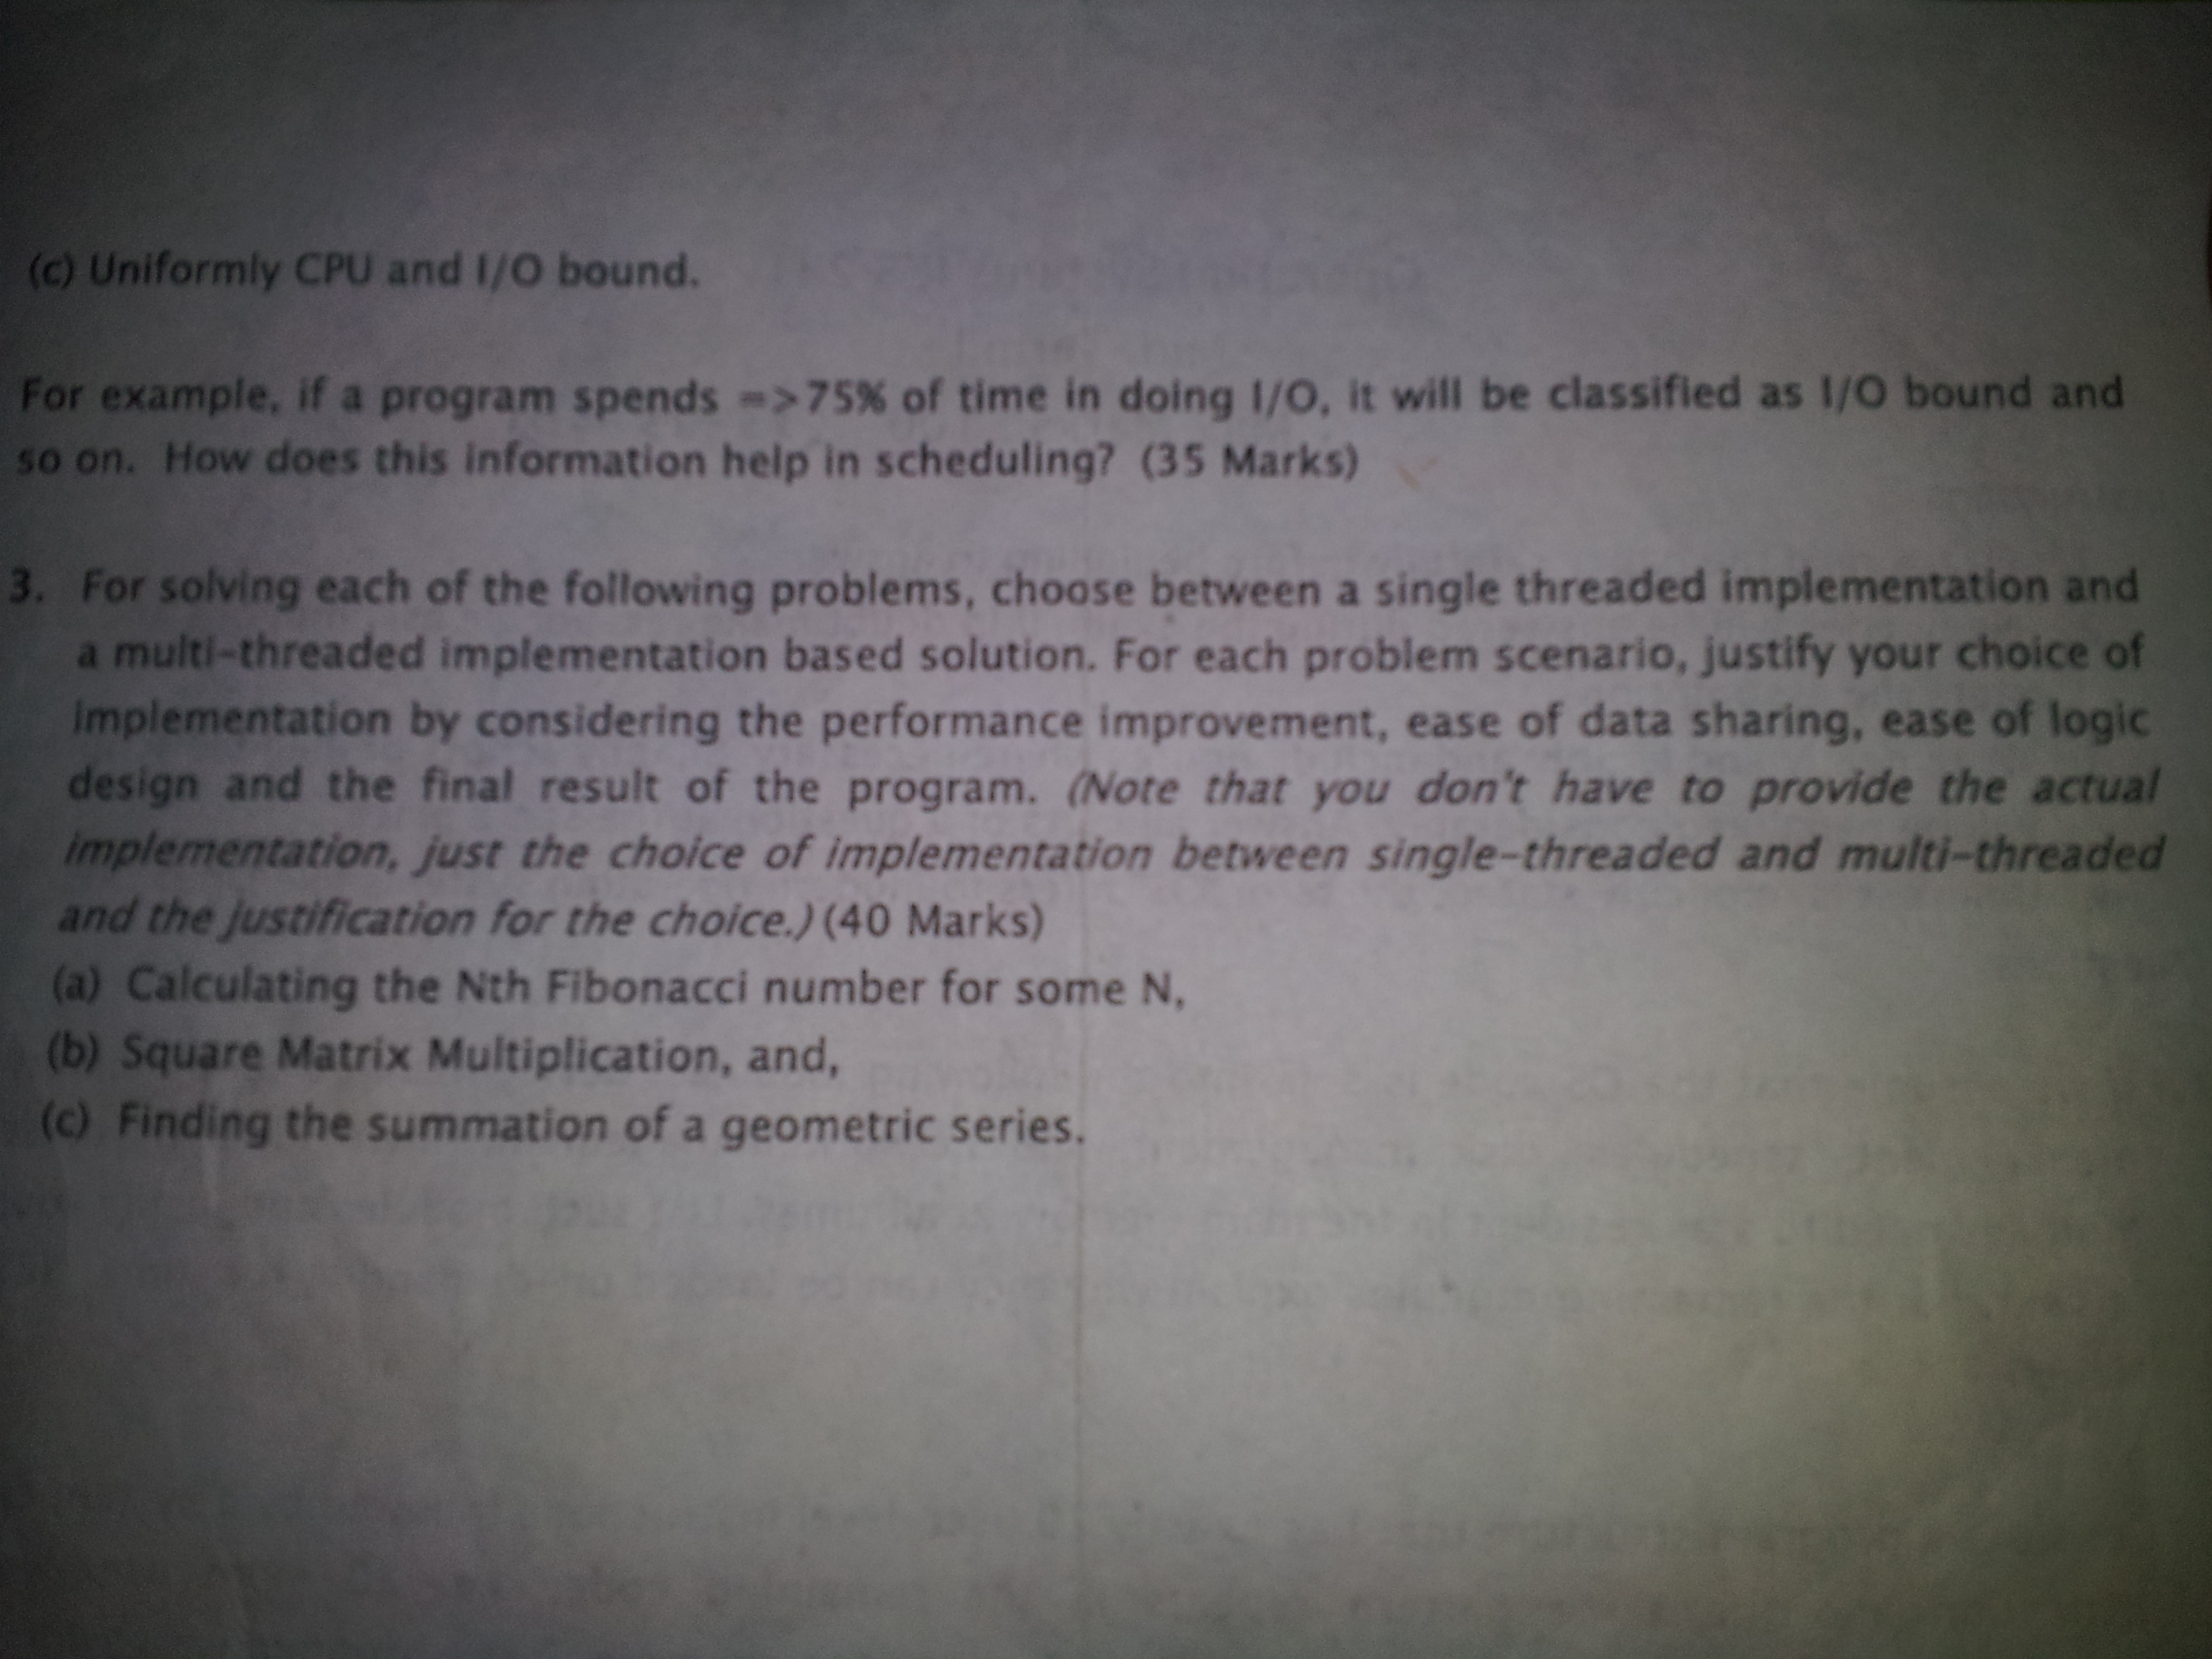 (c) Uniformly CPU and I/O bound.
For example, if a program spends =>75% of time in doing I/O, it will be classified as I/O bound and
so on. How does this information help in scheduling? (35 Marks)
3. For solving each of the following problems, choose between a single threaded implementation and
a multi-threaded implementation based solution. For each problem scenario, justify your choice of
implementation by considering the performance improvement, ease of data sharing, ease of logic
design and the final result of the program. (Note that you don't have to provide the actual
implementation, just the choice of implementation between single-threaded and multi-threaded
and the justification for the choice.) (40 Marks)
(a) Calculating the Nth Fibonacci number for some N,
(b) Square Matrix Multiplication, and,
(c) Finding the summation of a geometric series.